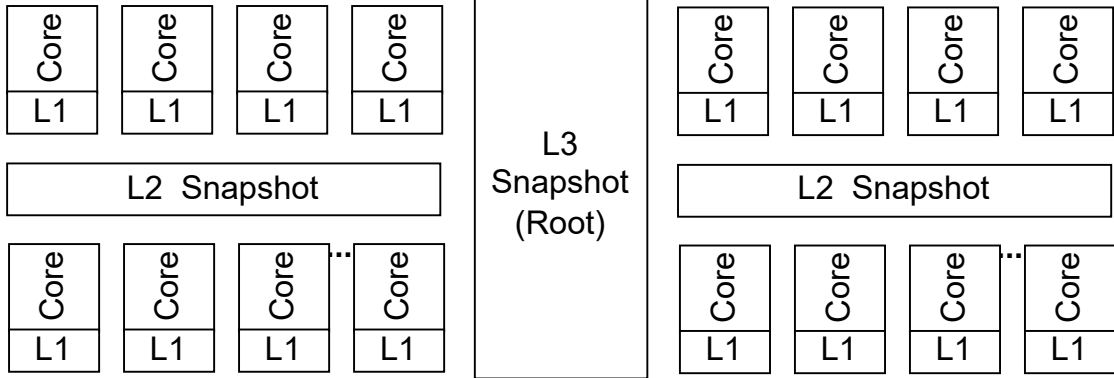 Core Core Core Core
L1 L1 L1 L1
L2 Snapshot
Core Core Core ... Core
L1 L1 L1 L1
L3
Snapshot
(Root)
Core Core Core Core
L1 L1 L1 L1
L2 Snapshot
Core Core Core ... Core
L1 L1 L1 L1